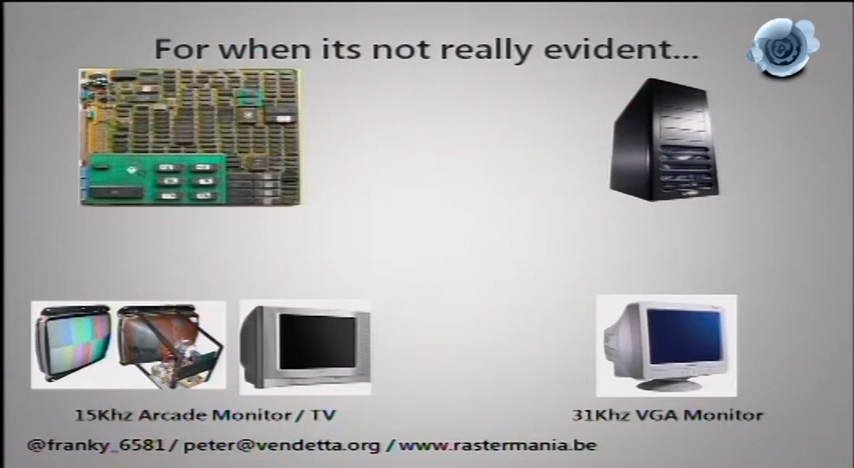 For when its not really evident...
15Khz Arcade Monitor / TV
31Khz VGA Monitor
@franky_6581 / peter@vendetta.org / www.rastermania.be